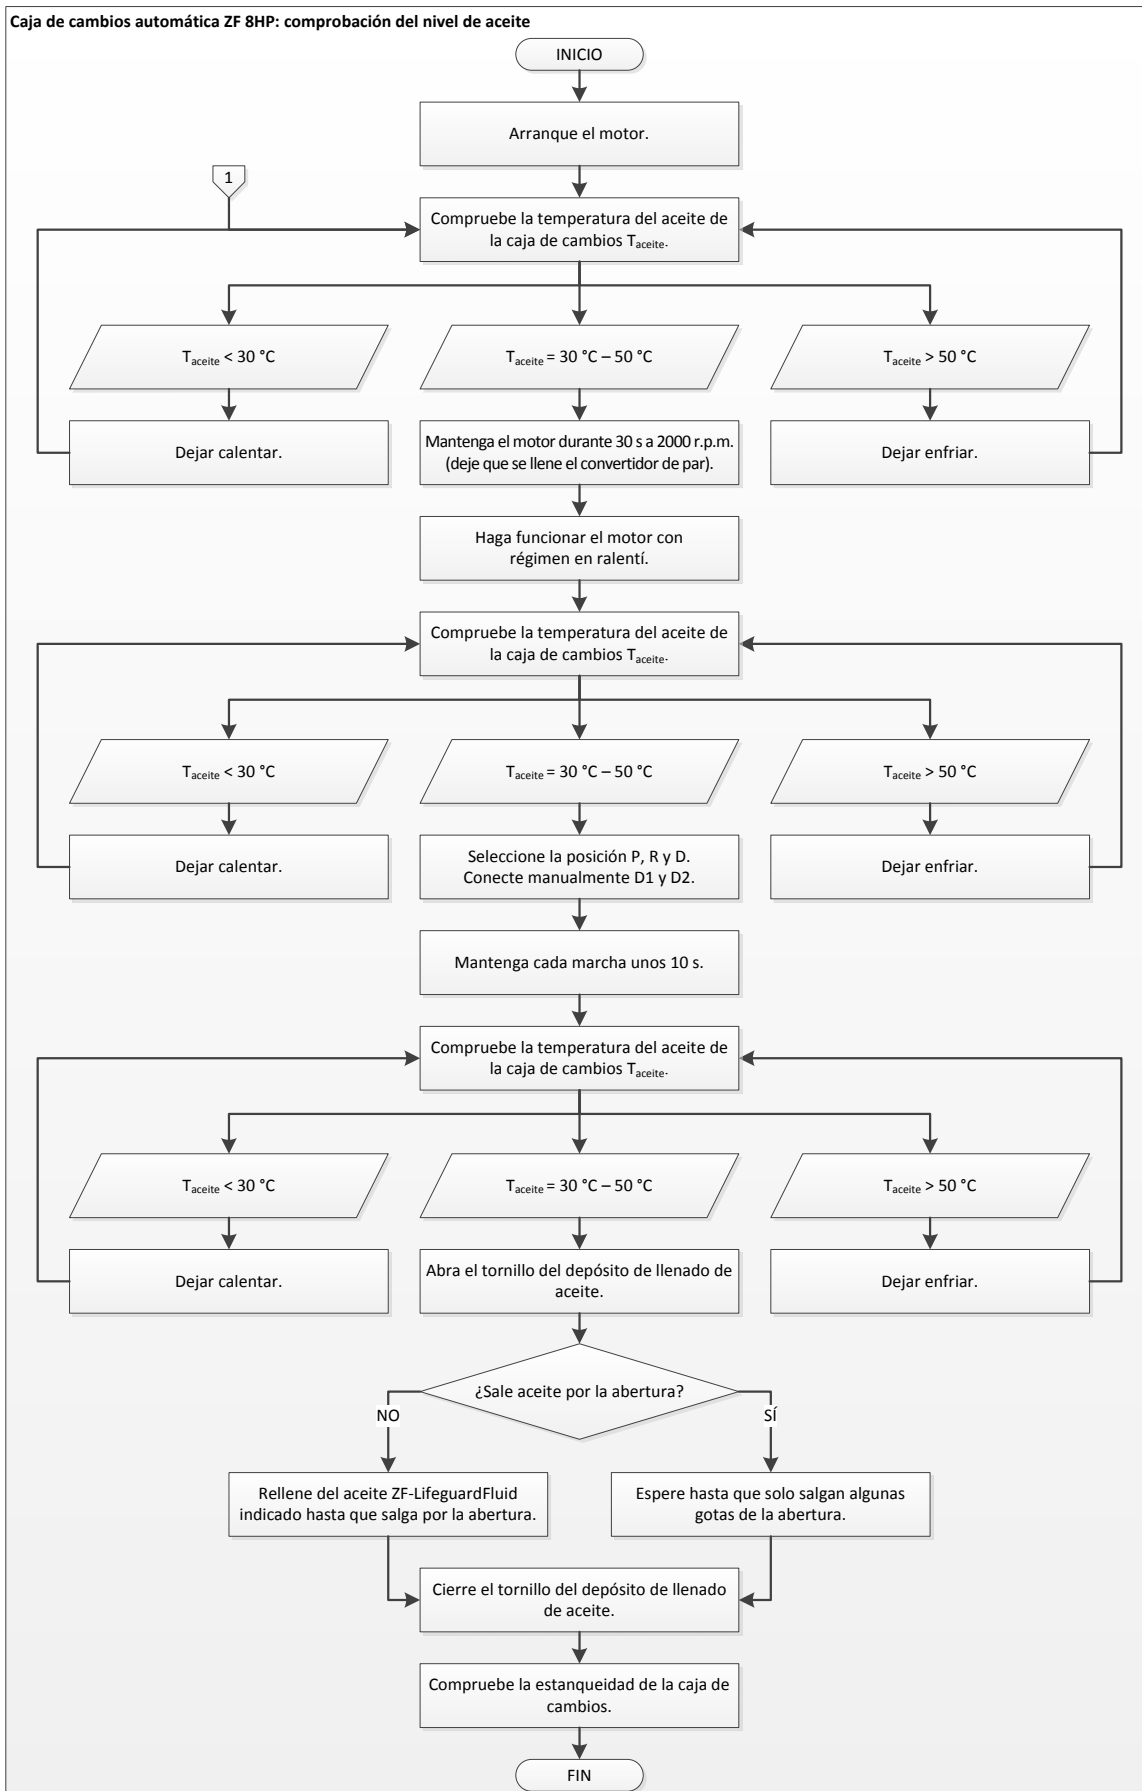 Caja de cambios automática ZF 8HP: comprobación del nivel de aceite
INICIO
Arranque el motor.
1
Compruebe la temperatura del aceite de
la caja de cambios Taceite.
Taceite < 30 °C
Taceite = 30 °C – 50 °C
Taceite > 50 °C
Dejar calentar.
Mantenga el motor durante 30 s a 2000 r.p.m.
(deje que se llene el convertidor de par).
Dejar enfriar.
Haga funcionar el motor con
régimen en ralentí.
Compruebe la temperatura del aceite de
la caja de cambios Taceite.
Taceite < 30 °C
Taceite = 30 °C – 50 °C
Taceite > 50 °C
Dejar calentar.
Seleccione la posición P, R y D.
Conecte manualmente D1 y D2.
Dejar enfriar.
Mantenga cada marcha unos 10 s.
Compruebe la temperatura del aceite de
la caja de cambios Taceite.
Taceite < 30 °C
Taceite = 30 °C – 50 °C
Taceite > 50 °C
Dejar calentar.
Abra el tornillo del depósito de llenado de
aceite.
Dejar enfriar.
¿Sale aceite por la abertura?
NO
SÍ
Rellene del aceite ZF-LifeguardFluid
indicado hasta que salga por la abertura.
Espere hasta que solo salgan algunas
gotas de la abertura.
Cierre el tornillo del depósito de llenado
de aceite.
Compruebe la estanqueidad de la caja de
cambios.
FIN